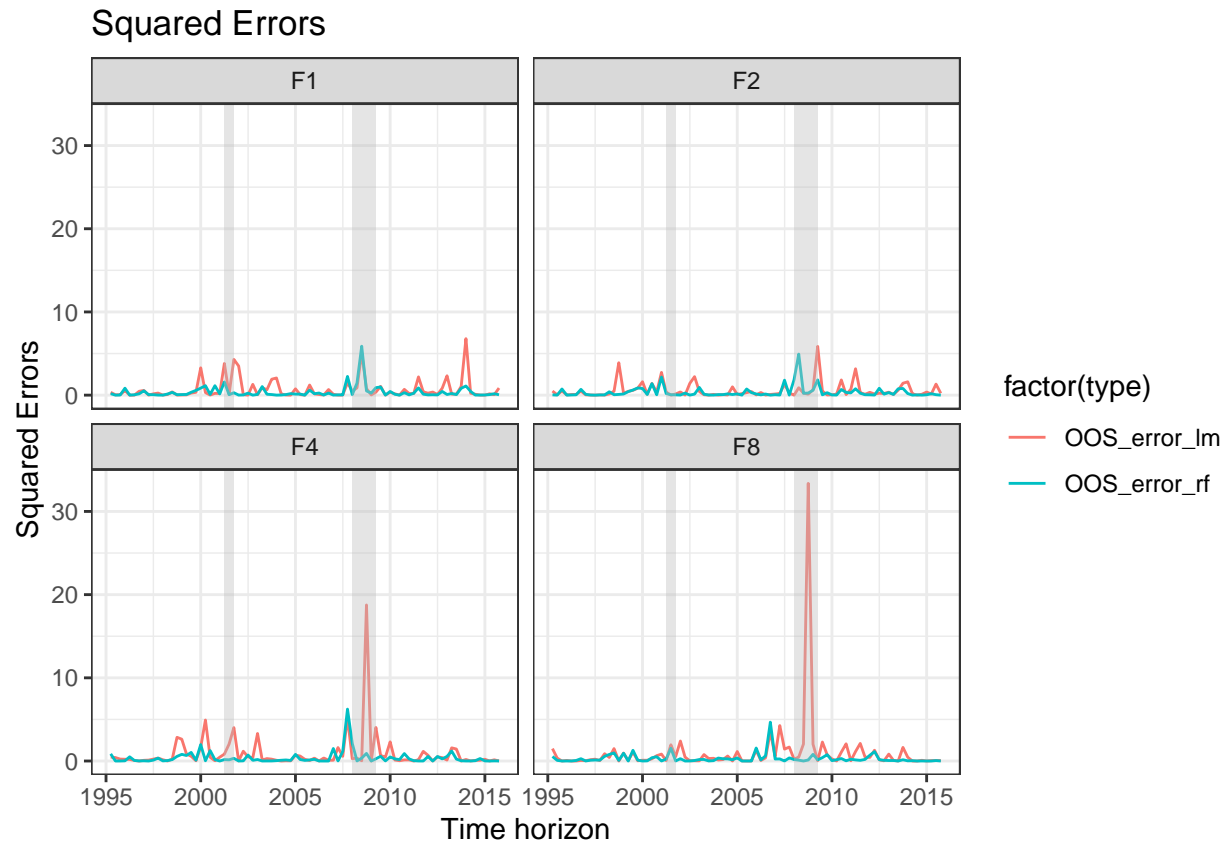 Squared Errors
F1
F2
30
20
10
0
F4
F8
30
20
10
0
1995 2000 2005 2010 2015
1995 2000 2005 2010 2015
Squared Errors
Time horizon
factor(type)
OOS_error_lm
OOS_error_rf